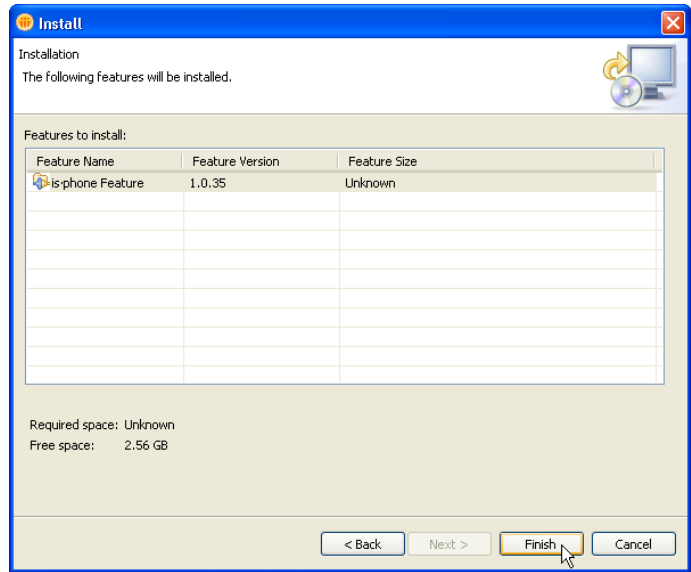 Install
Installation
The following features will be installed.
Features to install:
Feature Name Feature Version Feature Size
is-phone Feature 1.0.35 Unknown
Required space: Unknown
Free space: 2.56 GB
< Back Next > Finish Cancel